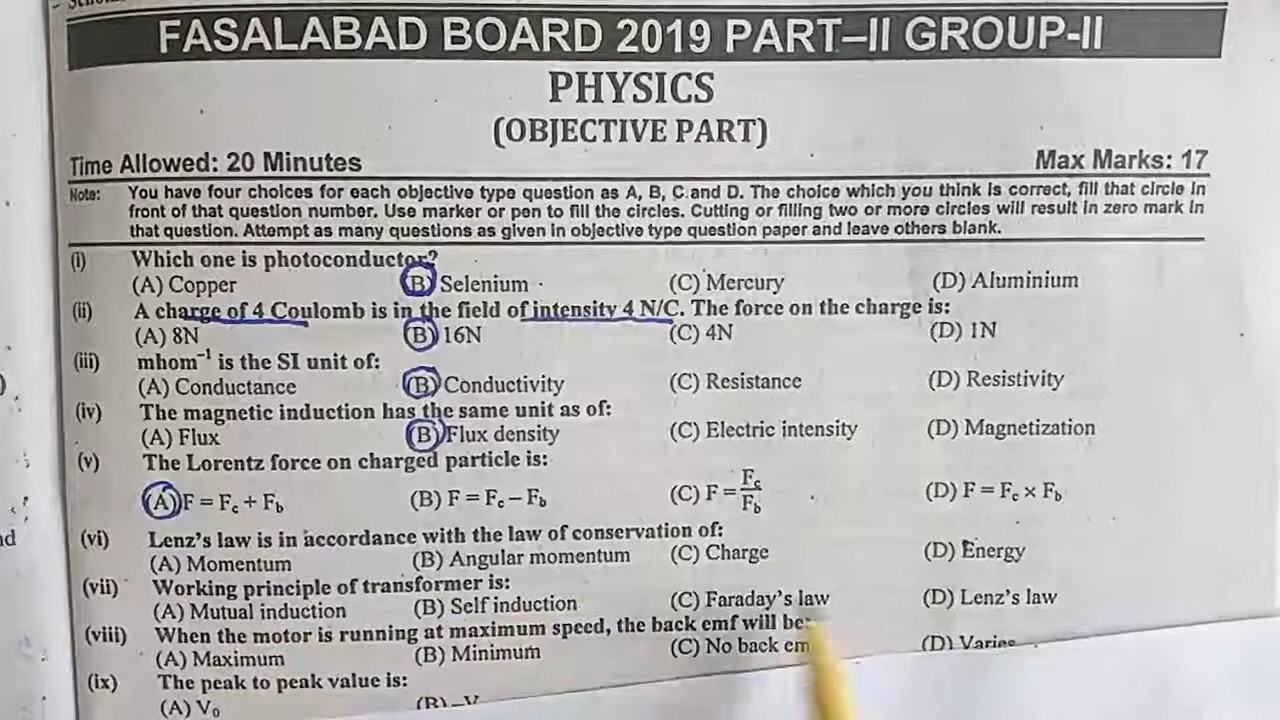 FASALABAD BOARD 2019 PART–II GROUP-II
PHYSICS
(OBJECTIVE PART)
Time Allowed: 20 Minutes Max Marks: 17
Note: You have four choices for each objective type question as A, B, C and D. The choice which you think is correct, fill that circle in
front of that question number. Use marker or pen to fill the circles. Cutting or filling two or more circles will result in zero mark in
that question. Attempt as many questions as given in objective type question paper and leave others blank.
(i) Which one is photoconductor?
(A) Copper (B) Selenium (C) Mercury (D) Aluminium
(ii) A charge of 4 Coulomb is in the field of intensity 4 N/C. The force on the charge is:
(A) 8N (B) 16N (C) 4N (D) 1N
(iii) mhom⁻¹ is the SI unit of:
(A) Conductance (B) Conductivity (C) Resistance (D) Resistivity
(iv) The magnetic induction has the same unit as of:
(A) Flux (B) Flux density (C) Electric intensity (D) Magnetization
(v) The Lorentz force on charged particle is:
(A) F = Fₑ + F_b (B) F = Fₑ – F_b (C) F = Fₑ/F_b (D) F = Fₑ × F_b
(vi) Lenz's law is in accordance with the law of conservation of:
(A) Momentum (B) Angular momentum (C) Charge (D) Energy
(vii) Working principle of transformer is:
(A) Mutual induction (B) Self induction (C) Faraday's law (D) Lenz's law
(viii) When the motor is running at maximum speed, the back emf will be:
(A) Maximum (B) Minimum (C) No back em (D) Varies
(ix) The peak to peak value is:
(A) V₀ (B) –V
nd